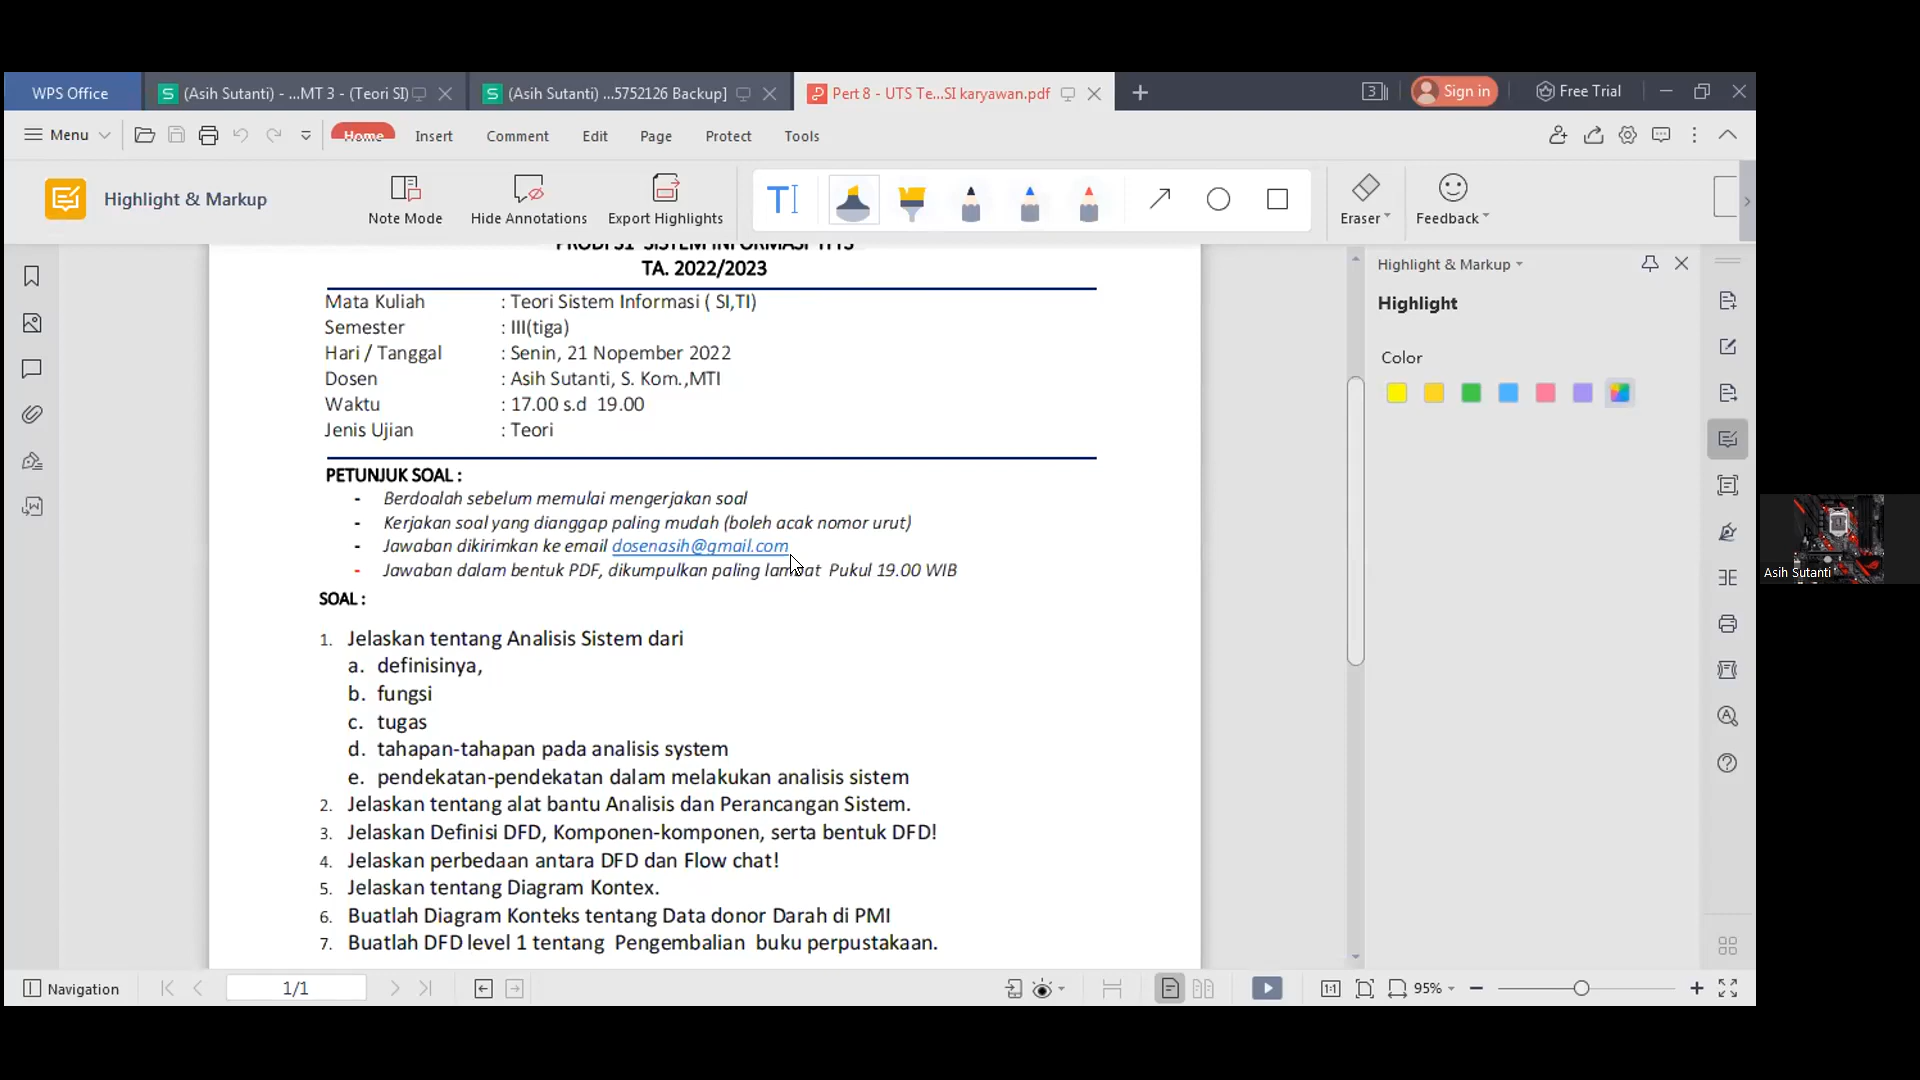 WPS Office
(Asih Sutanti) - ...MT 3 - (Teori SI)
(Asih Sutanti) ...5752126 Backup]
Pert 8 - UTS Te...SI karyawan.pdf
Sign in
Free Trial
Menu
Home
Insert
Comment
Edit
Page
Protect
Tools
Highlight & Markup
Note Mode
Hide Annotations
Export Highlights
Eraser
Feedback
PRODI S1 SISTEM INFORMASI
TA. 2022/2023
Mata Kuliah : Teori Sistem Informasi ( SI,TI)
Semester : III(tiga)
Hari / Tanggal : Senin, 21 Nopember 2022
Dosen : Asih Sutanti, S. Kom.,MTI
Waktu : 17.00 s.d 19.00
Jenis Ujian : Teori
PETUNJUK SOAL :
- Berdoalah sebelum memulai mengerjakan soal
- Kerjakan soal yang dianggap paling mudah (boleh acak nomor urut)
- Jawaban dikirimkan ke email dosenasih@gmail.com
- Jawaban dalam bentuk PDF, dikumpulkan paling lambat Pukul 19.00 WIB
SOAL :
1. Jelaskan tentang Analisis Sistem dari
a. definisinya,
b. fungsi
c. tugas
d. tahapan-tahapan pada analisis system
e. pendekatan-pendekatan dalam melakukan analisis sistem
2. Jelaskan tentang alat bantu Analisis dan Perancangan Sistem.
3. Jelaskan Definisi DFD, Komponen-komponen, serta bentuk DFD!
4. Jelaskan perbedaan antara DFD dan Flow chat!
5. Jelaskan tentang Diagram Kontex.
6. Buatlah Diagram Konteks tentang Data donor Darah di PMI
7. Buatlah DFD level 1 tentang Pengembalian buku perpustakaan.
Highlight & Markup
Highlight
Color
Asih Sutanti
Navigation
1/1
95%